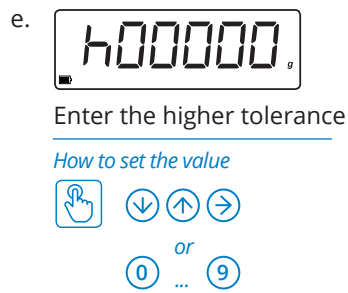 e.
h00000 g
Enter the higher tolerance
How to set the value
or
0 ... 9